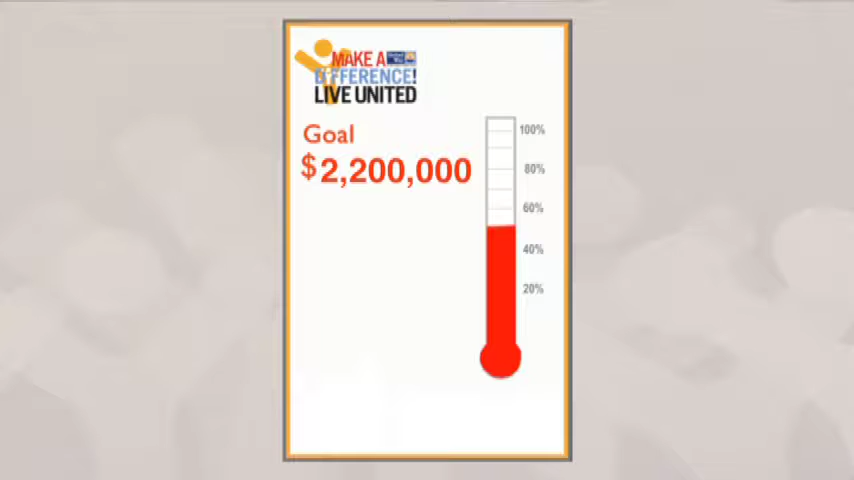 MAKE A
DIFFERENCE!
LIVE UNITED
Goal
$2,200,000
100%
80%
60%
40%
20%